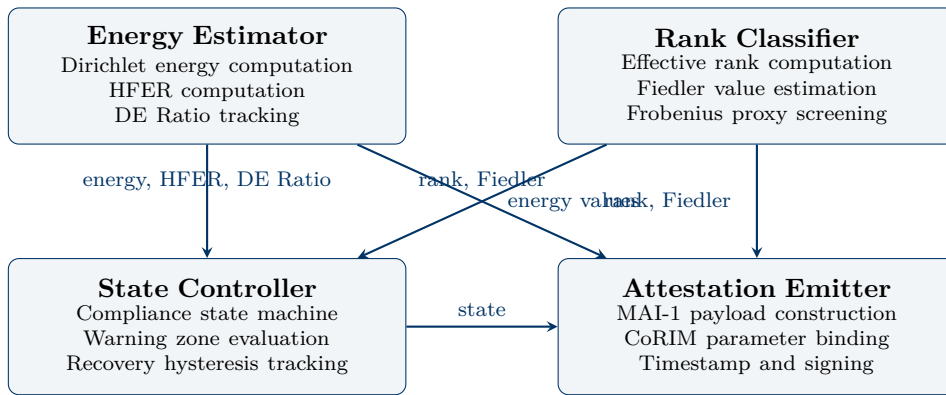 Energy Estimator
Dirichlet energy computation
HFER computation
DE Ratio tracking
Rank Classifier
Effective rank computation
Fiedler value estimation
Frobenius proxy screening
energy, HFER, DE Ratio
rank, Fiedler
energy values
rank, Fiedler
State Controller
Compliance state machine
Warning zone evaluation
Recovery hysteresis tracking
state
Attestation Emitter
MAI-1 payload construction
CoRIM parameter binding
Timestamp and signing